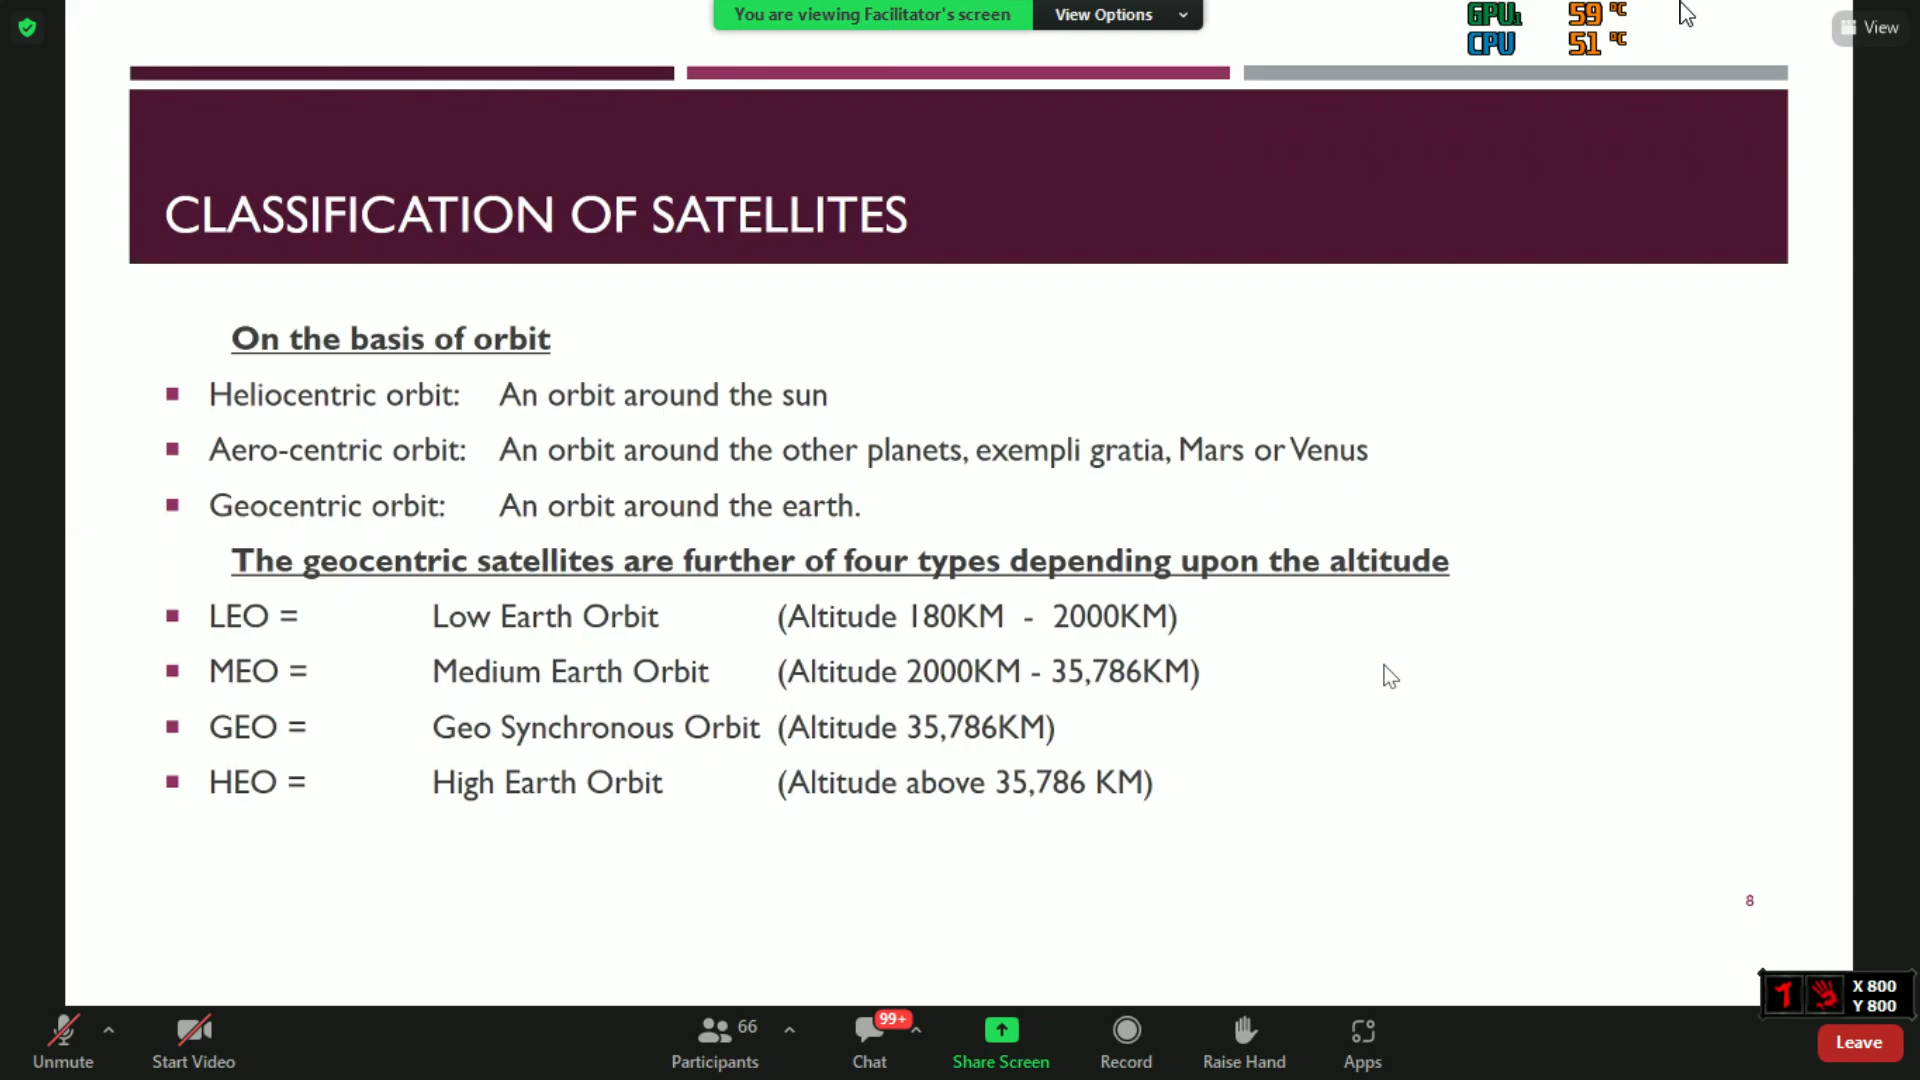 You are viewing Facilitator's screen View Options
GPU1 59 °C
CPU 51 °C
View
CLASSIFICATION OF SATELLITES
On the basis of orbit
Heliocentric orbit: An orbit around the sun
Aero-centric orbit: An orbit around the other planets, exempli gratia, Mars or Venus
Geocentric orbit: An orbit around the earth.
The geocentric satellites are further of four types depending upon the altitude
LEO = Low Earth Orbit (Altitude 180KM - 2000KM)
MEO = Medium Earth Orbit (Altitude 2000KM - 35,786KM)
GEO = Geo Synchronous Orbit (Altitude 35,786KM)
HEO = High Earth Orbit (Altitude above 35,786 KM)
8
X 800
Y 800
Unmute Start Video Participants 66 Chat 99+ Share Screen Record Raise Hand Apps Leave